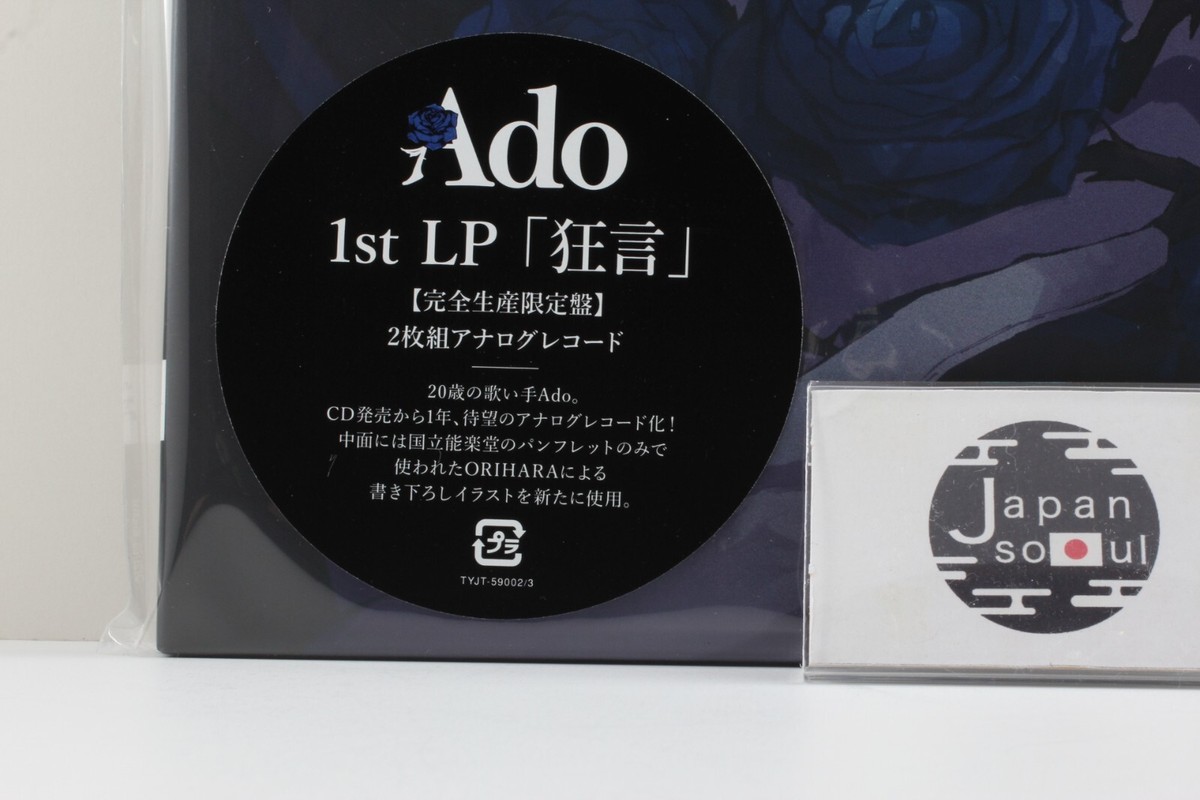 Ado
1st LP「狂言」
【完全生産限定盤】
2枚組アナログレコード
20歳の歌い手Ado。
CD発売から1年、待望のアナログレコード化！
中面には国立能楽堂のパンフレットのみで
使われたORIHARAによる
書き下ろしイラストを新たに使用。
プラ
TYJT-59002/3
Japan
soul